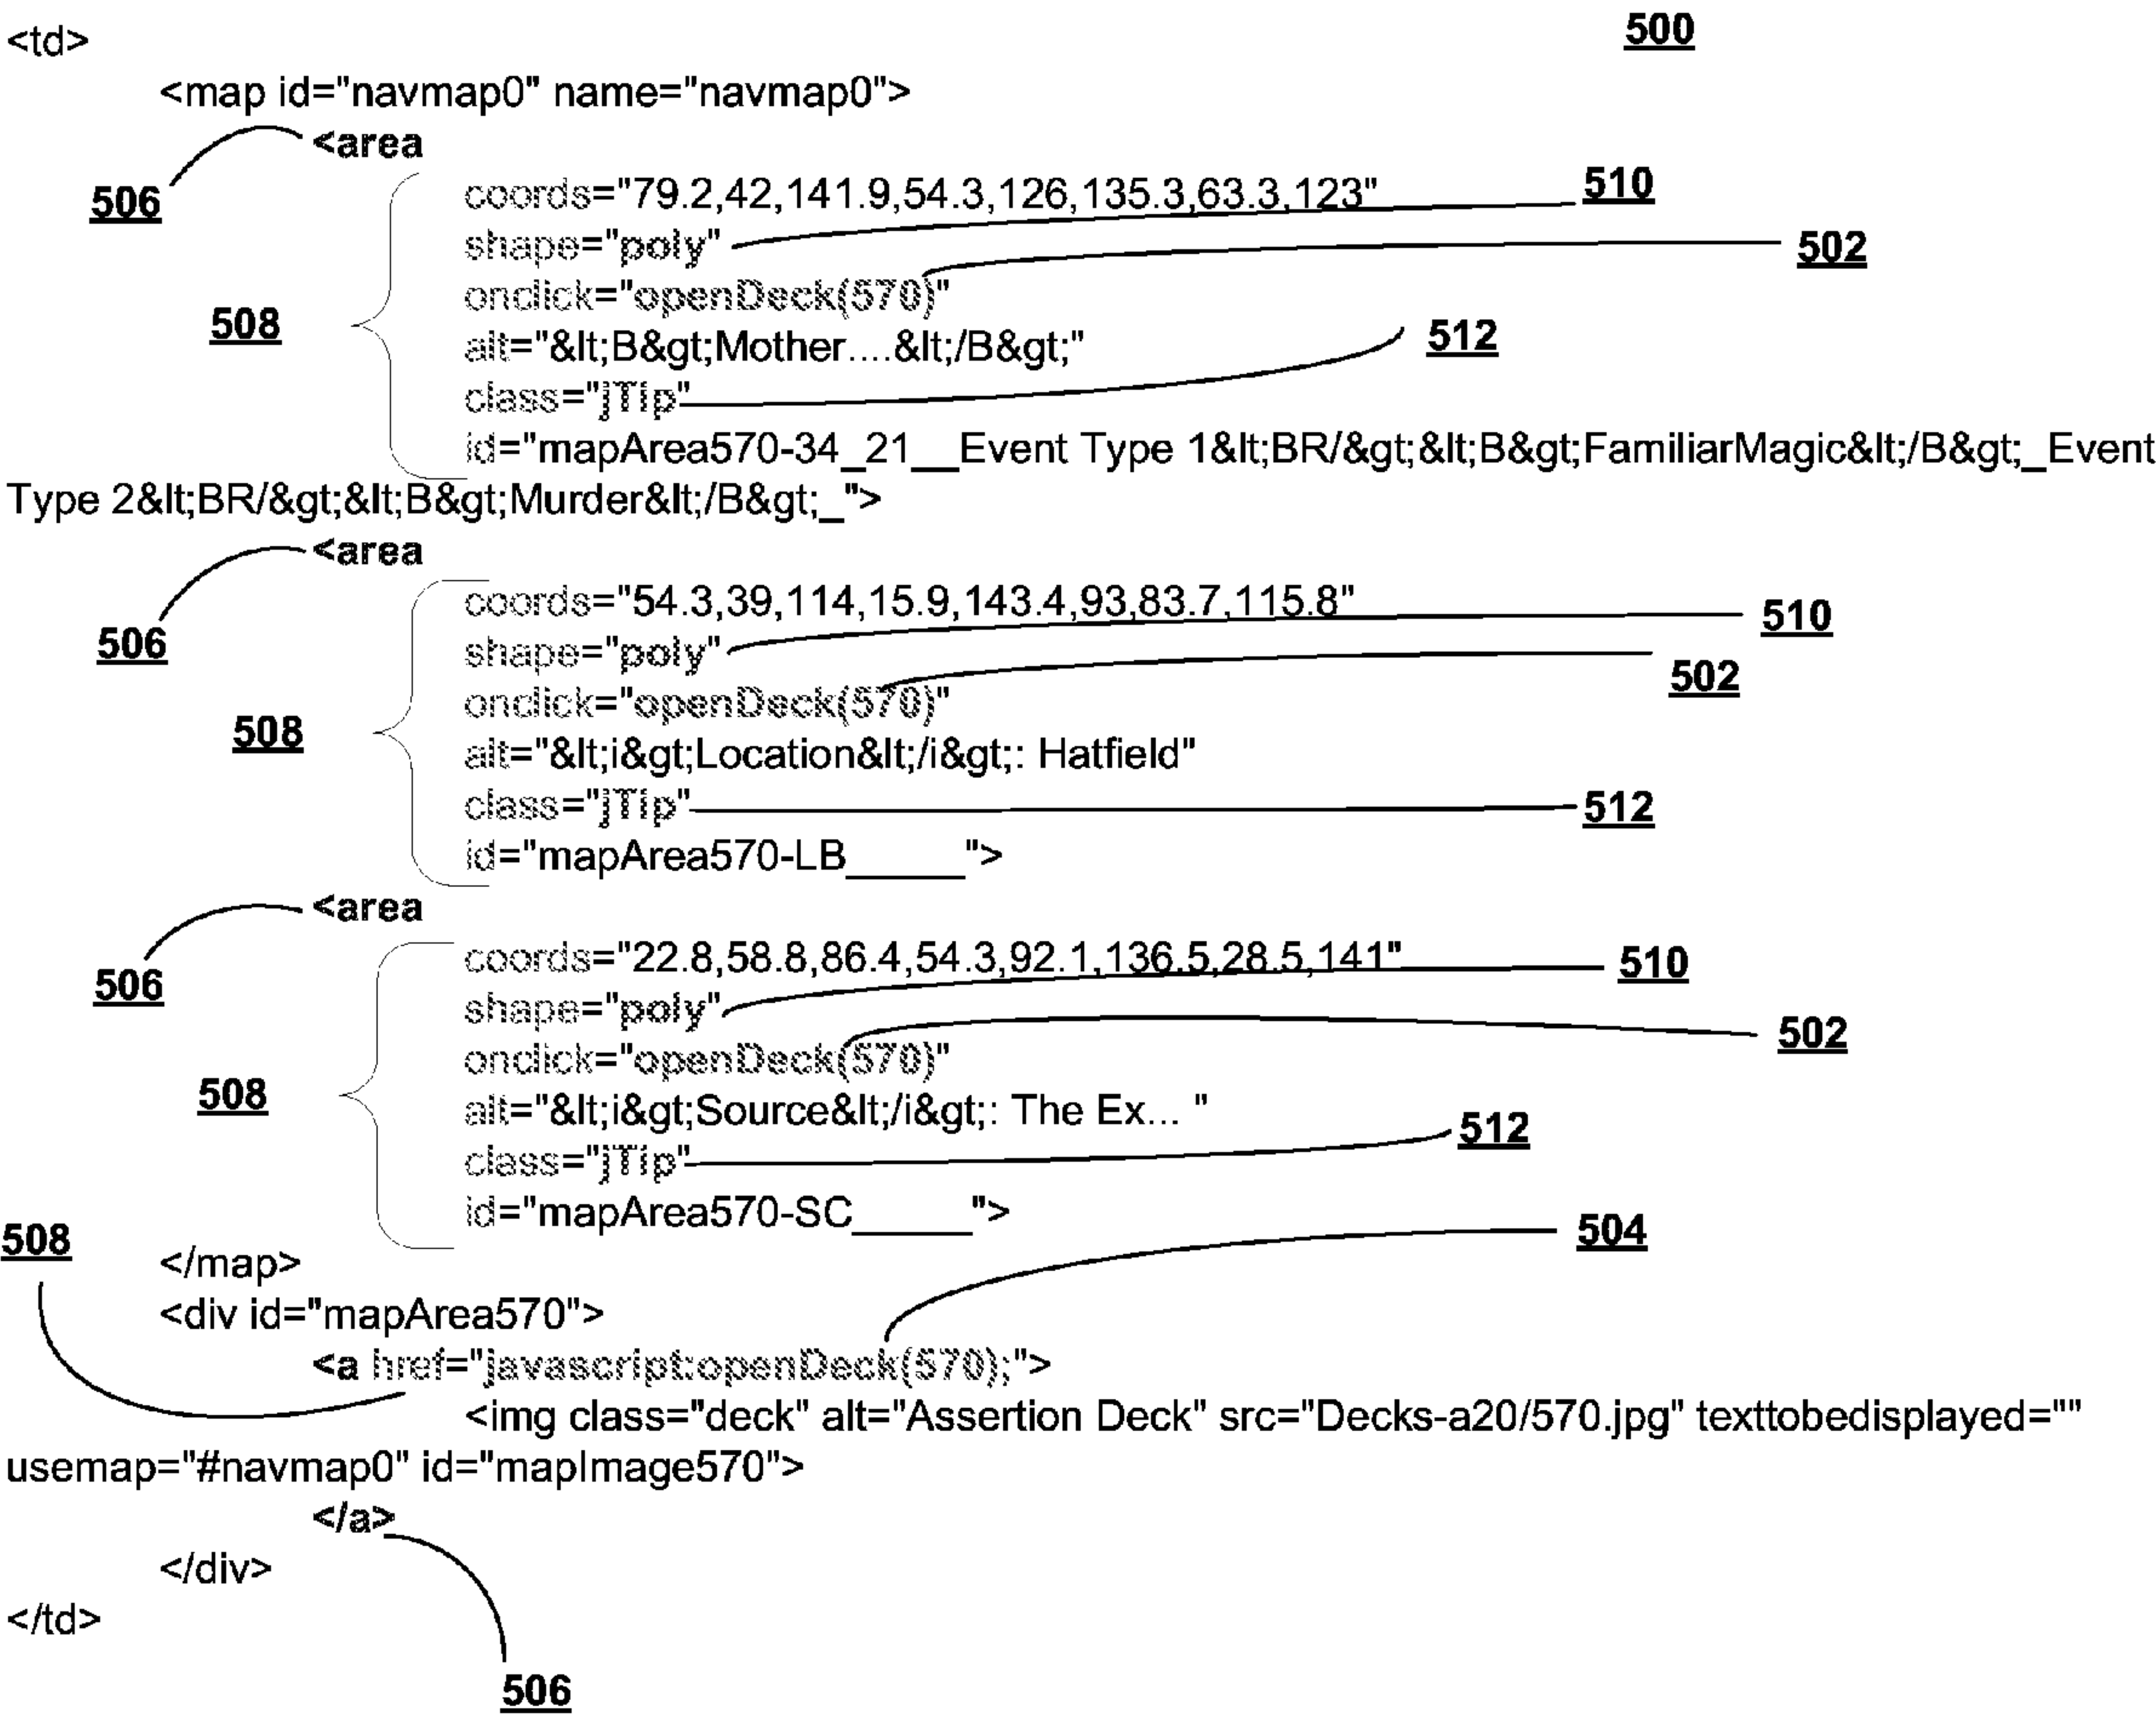 <td> 500
<map id="navmap0" name="navmap0">
<area
506 coords="79.2,42,141.9,54.3,126,135.3,63.3,123" 510
shape="poly" 502
onclick="openDeck(570)"
508 alt="&lt;B&gt;Mother....&lt;/B&gt;" 512
class="jTip"
id="mapArea570-34_21__Event Type 1&lt;BR/&gt;&lt;B&gt;FamiliarMagic&lt;/B&gt;_Event
Type 2&lt;BR/&gt;&lt;B&gt;Murder&lt;/B&gt;_">
<area
coords="54.3,39,114,15.9,143.4,93,83.7,115.8" 510
506 shape="poly"
onclick="openDeck(570)" 502
508 alt="&lt;i&gt;Location&lt;/i&gt;: Hatfield"
class="jTip" 512
id="mapArea570-LB_____">
<area
506 coords="22.8,58.8,86.4,54.3,92.1,136.5,28.5,141" 510
shape="poly" 502
onclick="openDeck(570)"
508 alt="&lt;i&gt;Source&lt;/i&gt;: The Ex... " 512
class="jTip"
id="mapArea570-SC_____"> 504
508 </map>
<div id="mapArea570">
<a href="javascript:openDeck(570);">
<img class="deck" alt="Assertion Deck" src="Decks-a20/570.jpg" texttobedisplayed=""
usemap="#navmap0" id="mapImage570">
</a>
</div>
</td>
506